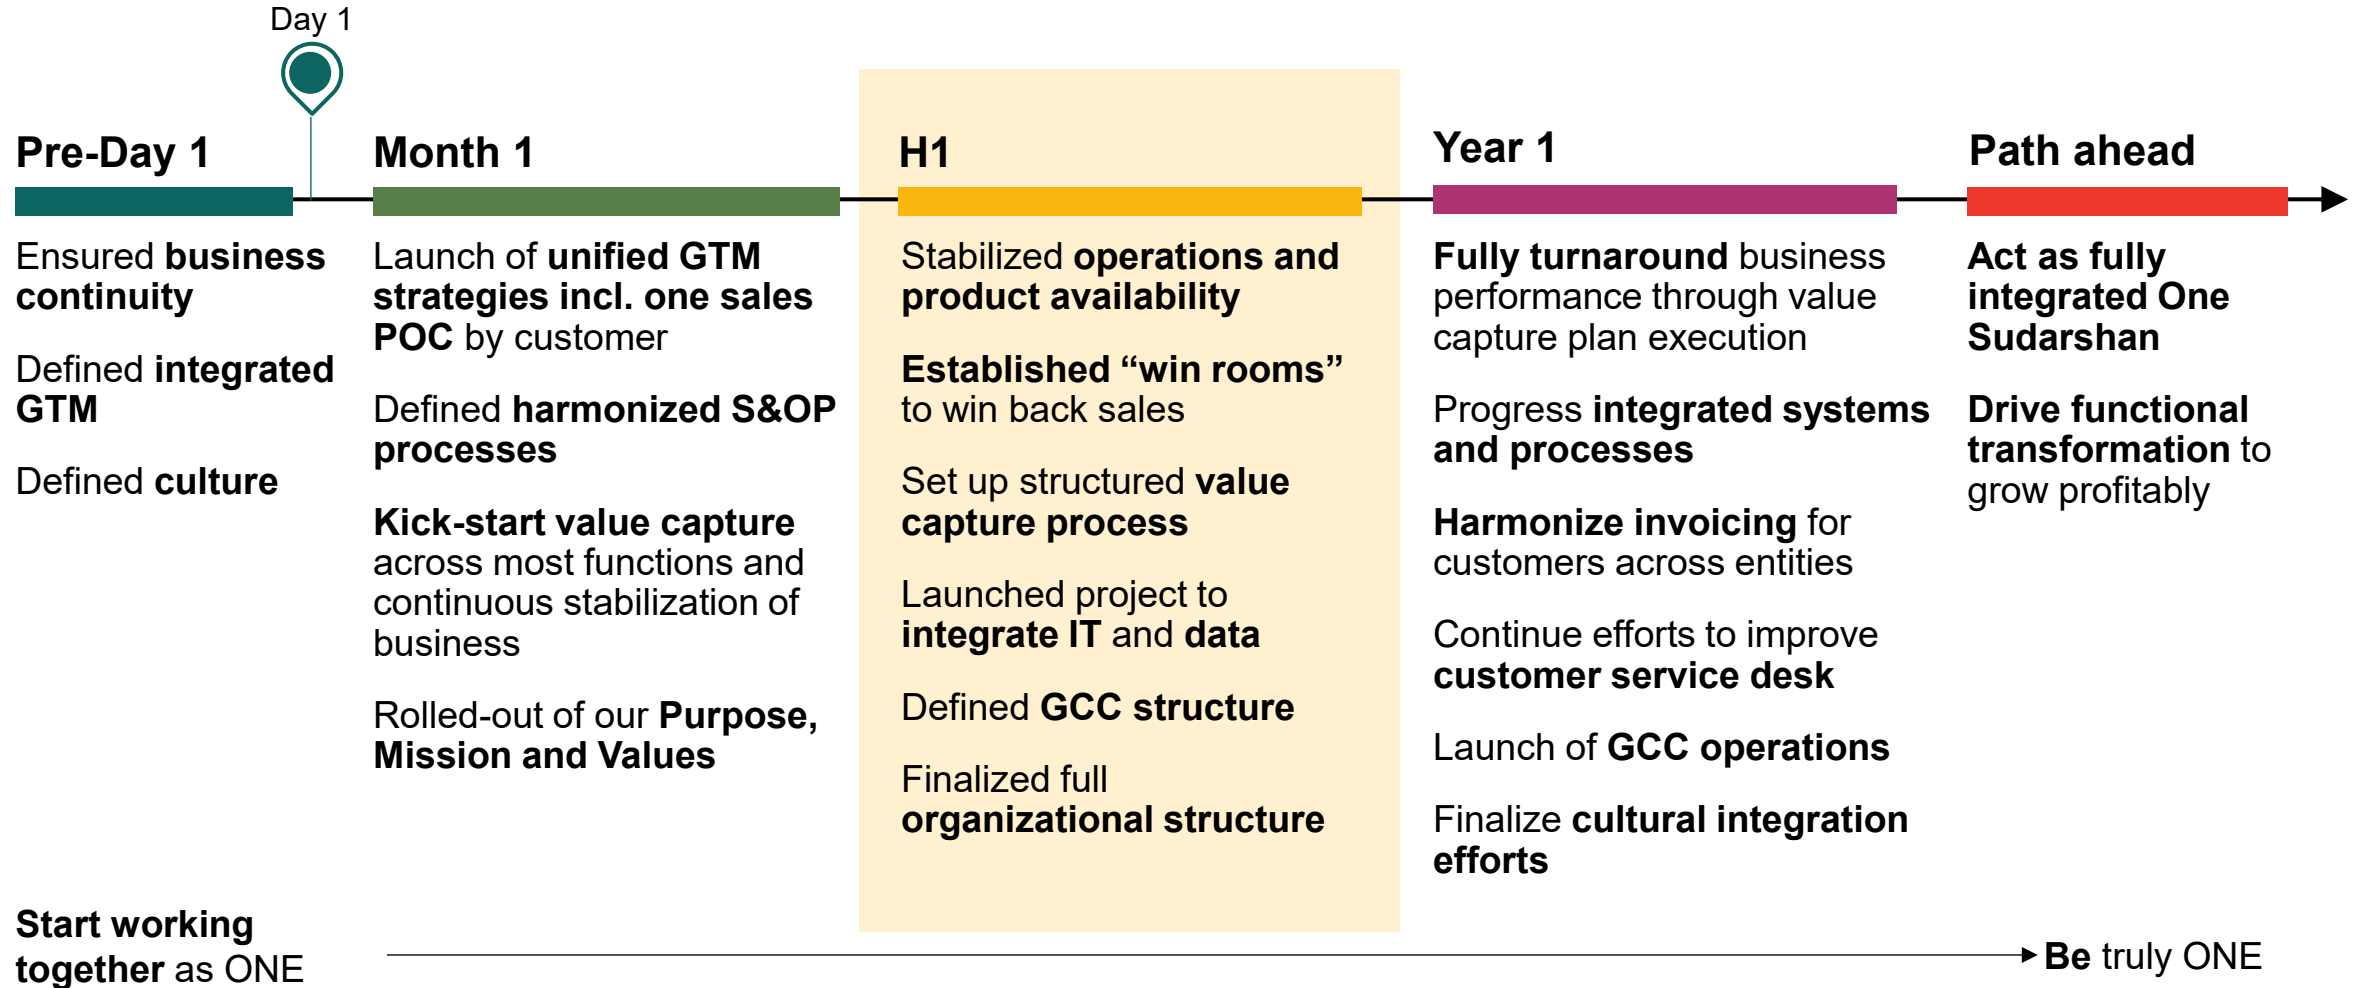 Day 1
Pre-Day 1
Ensured business
continuity
Defined integrated
GTM
Defined culture
Month 1
Launch of unified GTM
strategies incl. one sales
POC by customer
Defined harmonized S&OP
processes
Kick-start value capture
across most functions and
continuous stabilization of
business
Rolled-out of our Purpose,
Mission and Values
H1
Stabilized operations and
product availability
Established “win rooms”
to win back sales
Set up structured value
capture process
Launched project to
integrate IT and data
Defined GCC structure
Finalized full
organizational structure
Year 1
Fully turnaround business
performance through value
capture plan execution
Progress integrated systems
and processes
Harmonize invoicing for
customers across entities
Continue efforts to improve
customer service desk
Launch of GCC operations
Finalize cultural integration
efforts
Path ahead
Act as fully
integrated One
Sudarshan
Drive functional
transformation to
grow profitably
Start working
together as ONE
Be truly ONE